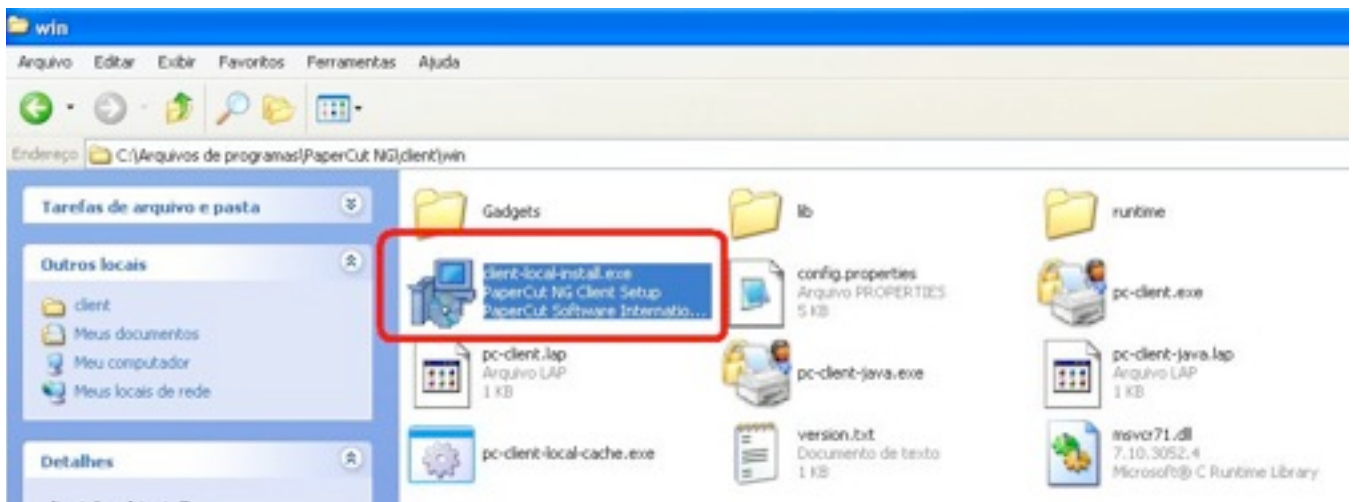 win
Arquivo Editar Exibir Favoritos Ferramentas Ajuda
Endereço C:\Arquivos de programas\PaperCut NG\client\win
Tarefas de arquivo e pasta
Outros locais
client
Meus documentos
Meu computador
Meus locais de rede
Detalhes
Gadgets
lib
runtime
client-local-install.exe
PaperCut NG Client Setup
PaperCut Software Internatio...
config.properties
Arquivo PROPERTIES
5 KB
pc-client.exe
pc-client.lap
Arquivo LAP
1 KB
pc-client-java.exe
pc-client-java.lap
Arquivo LAP
1 KB
pc-client-local-cache.exe
version.txt
Documento de texto
1 KB
msvcr71.dll
7.10.3052.4
Microsoft® C Runtime Library